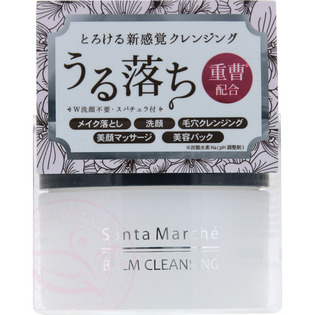 とろける新感覚クレンジング
うる落ち
重曹
配合
W洗顔不要・スパチュラ付
メイク落とし
洗顔
毛穴クレンジング
美顔マッサージ
美容パック
※炭酸水素Na(pH調整剤)
Santa Marché
BALM CLEANSING